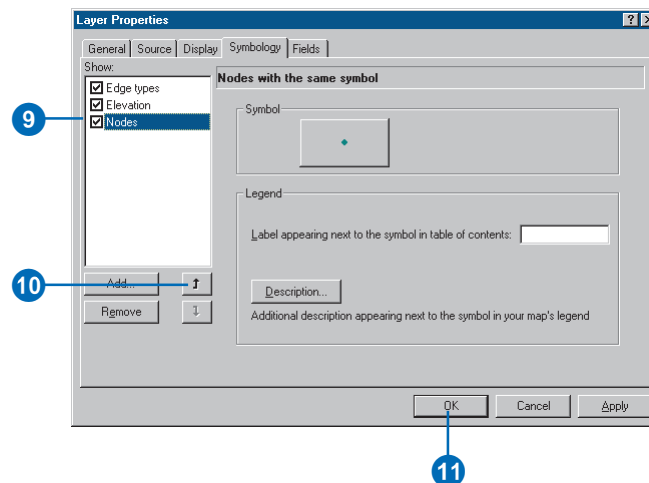 Layer Properties
?
General Source Display Symbology Fields
Show:
Edge types
Elevation
Nodes
Nodes with the same symbol
Symbol
Legend
Label appearing next to the symbol in table of contents:
Description...
Additional description appearing next to the symbol in your map's legend
Add...
Remove
OK Cancel Apply
9
10
11